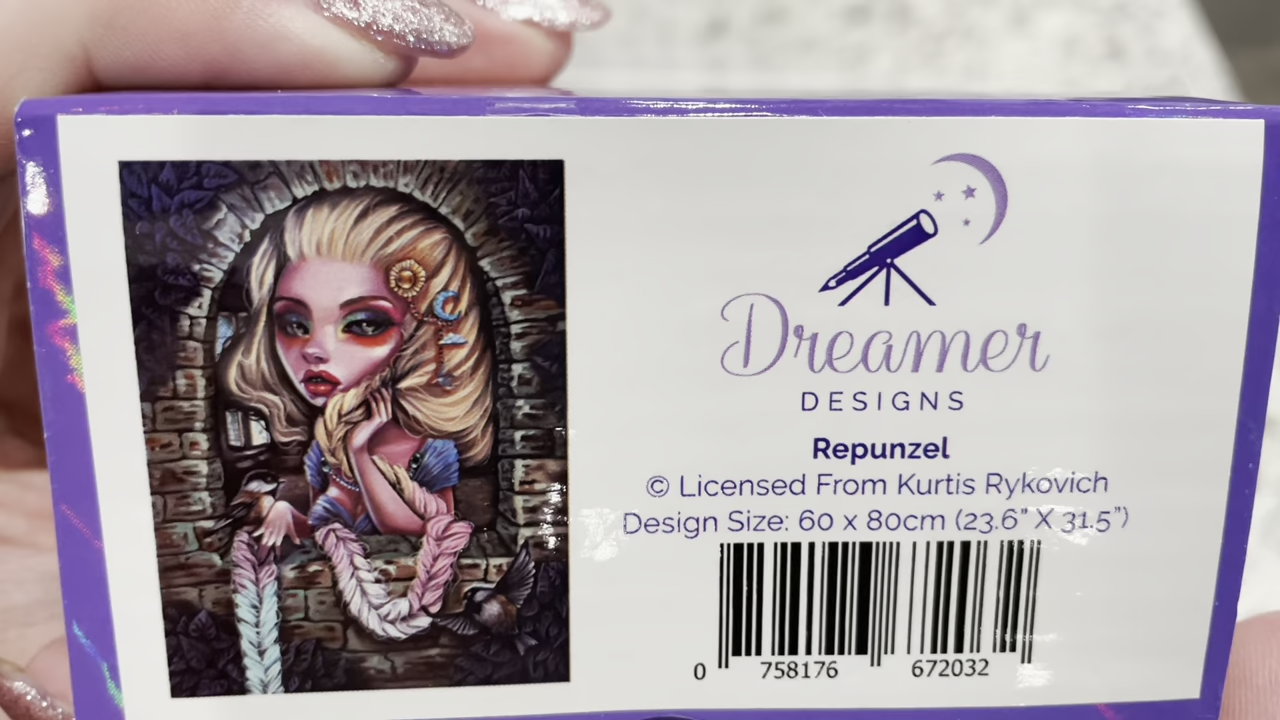 Dreamer
DESIGNS
Repunzel
© Licensed From Kurtis Rykovich
Design Size: 60 x 80cm (23.6” X 31.5”)
0 758176 672032